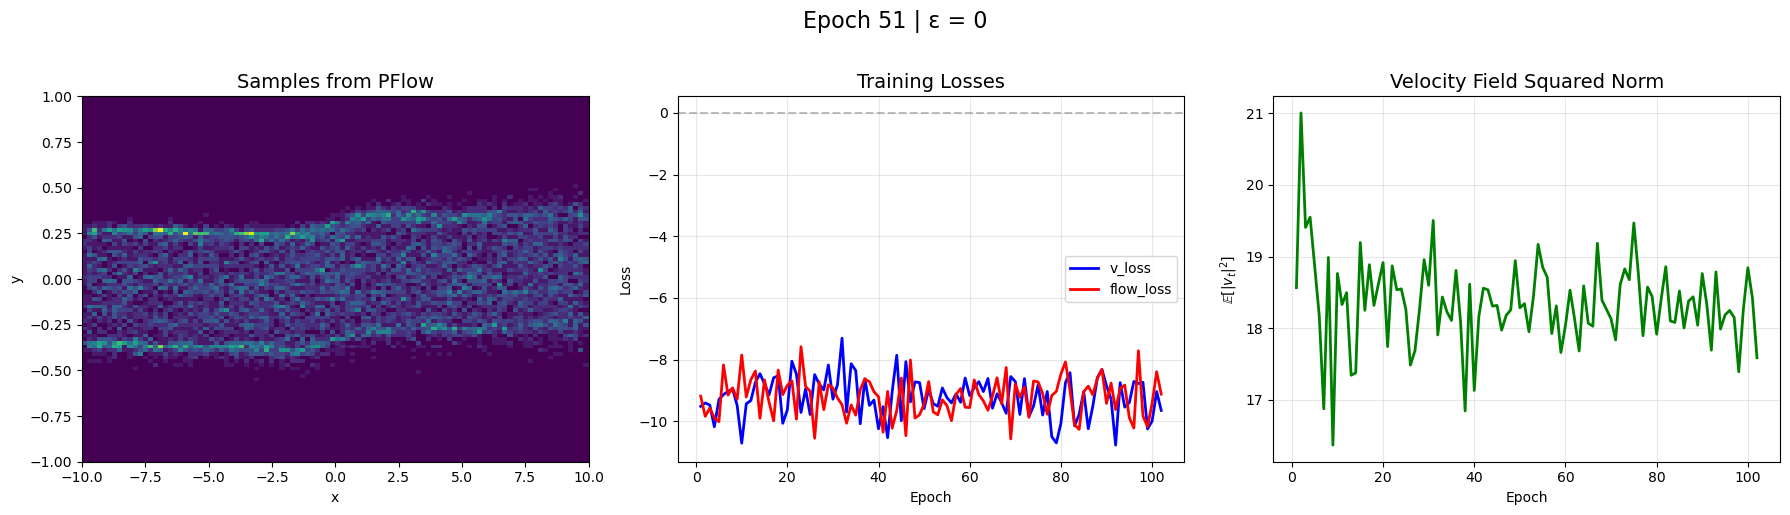 Epoch 51 | ε = 0
Samples from PFlow
1.00
0.75
0.50
0.25
0.00
−0.25
−0.50
−0.75
−1.00
y
−10.0 −7.5 −5.0 −2.5 0.0 2.5 5.0 7.5 10.0
x
Training Losses
0
−2
−4
−6
−8
−10
Loss
v_loss
flow_loss
0 20 40 60 80 100
Epoch
Velocity Field Squared Norm
21
20
19
18
17
𝔼[|v_t|²]
0 20 40 60 80 100
Epoch